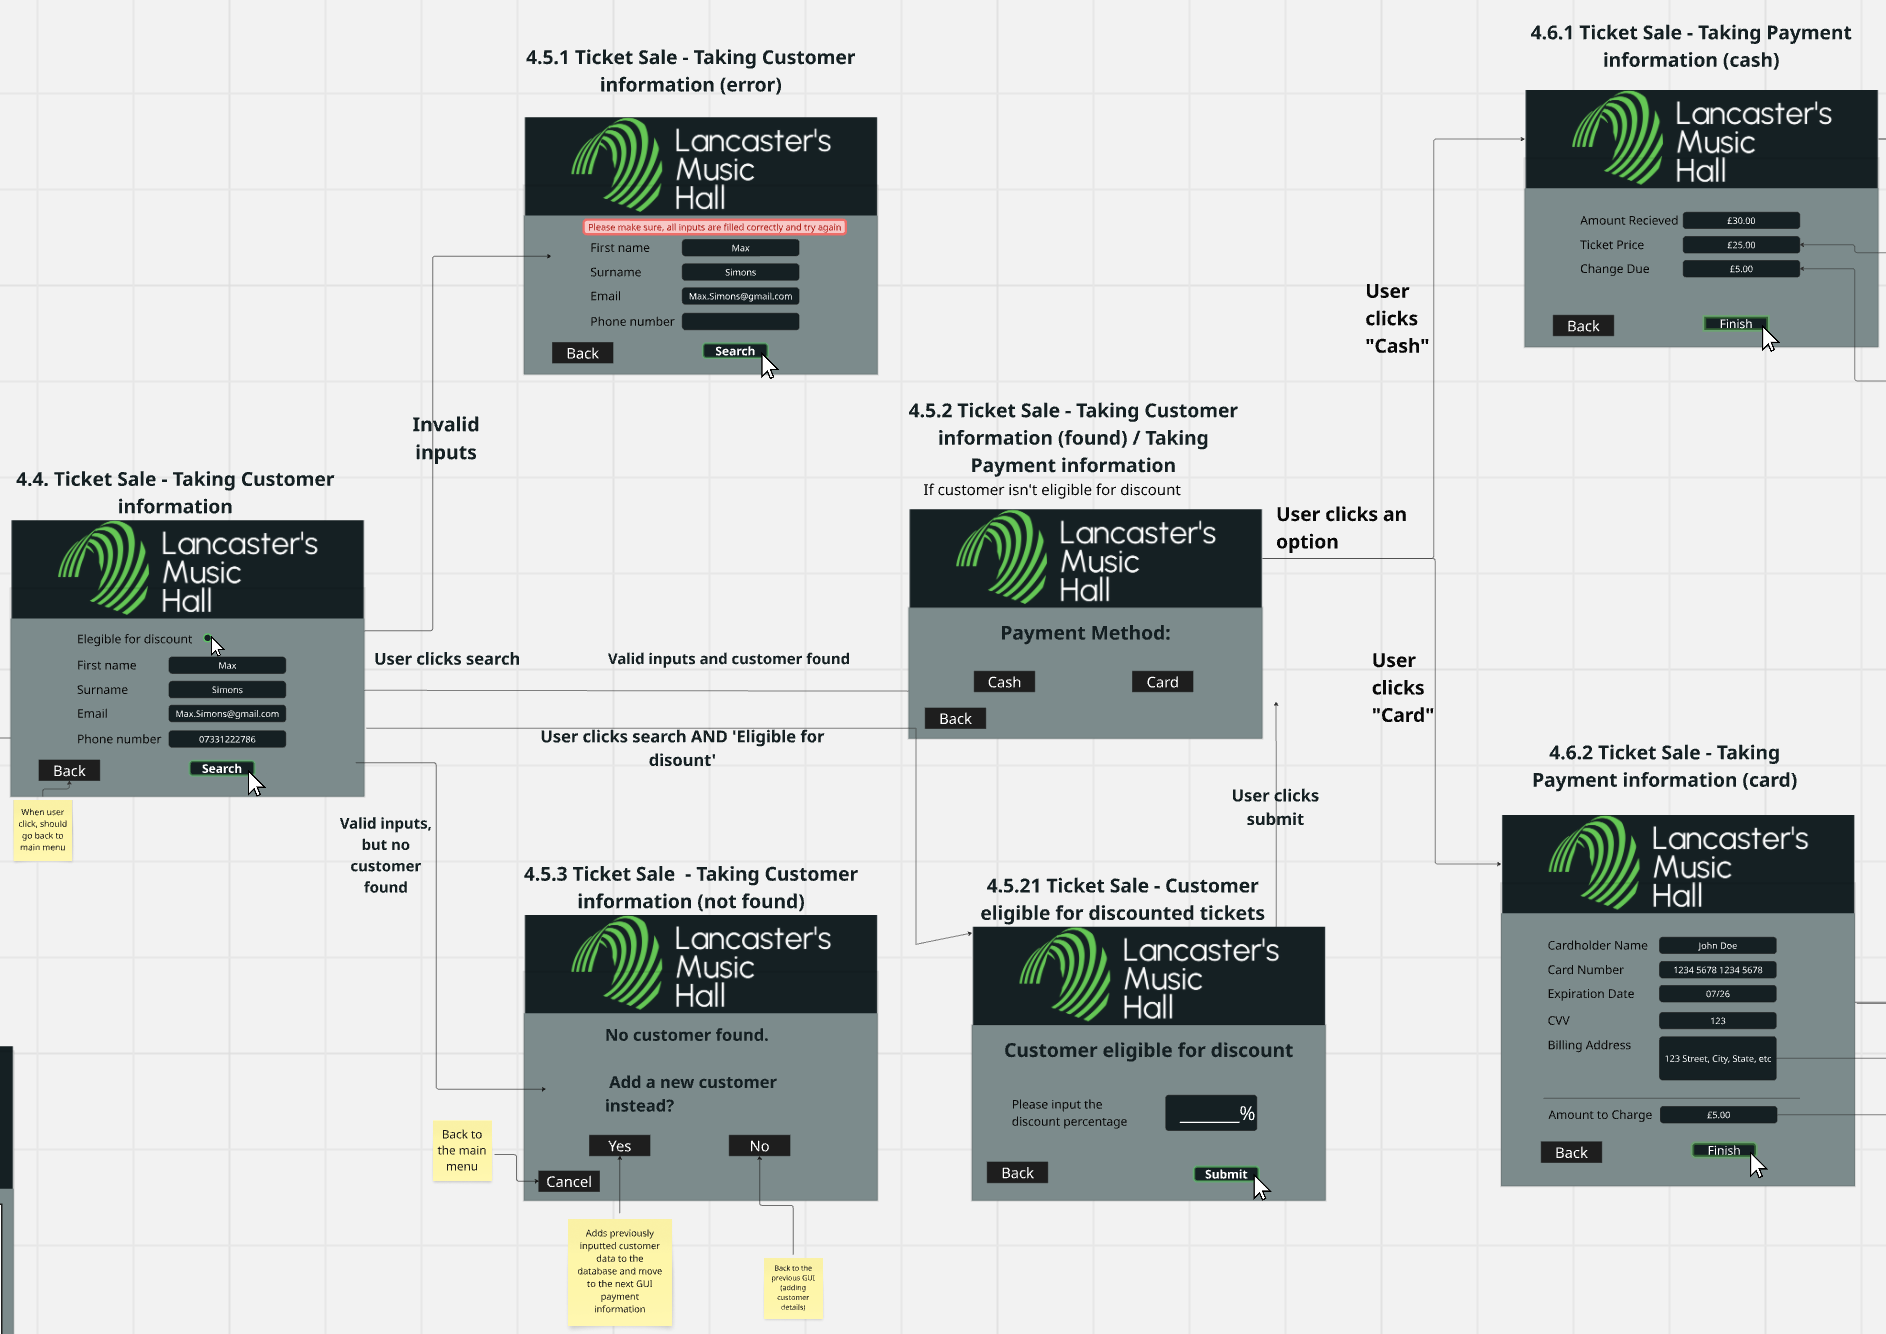 4.5.1 Ticket Sale - Taking Customer
information (error)
Lancaster's
Music
Hall
Please make sure, all inputs are filled correctly and try again
First name
Max
Surname
Simons
Email
Max.Simons@gmail.com
Phone number
Back
Search
4.6.1 Ticket Sale - Taking Payment
information (cash)
Lancaster's
Music
Hall
Amount Recieved
£30.00
Ticket Price
£25.00
Change Due
£5.00
Back
Finish
User
clicks
"Cash"
Invalid
inputs
4.4. Ticket Sale - Taking Customer
information
Lancaster's
Music
Hall
Elegible for discount
First name
Max
Surname
Simons
Email
Max.Simons@gmail.com
Phone number
07331222786
Back
Search
When user
click, should
go back to
main menu
User clicks search
Valid inputs and customer found
User clicks search AND 'Eligible for
disount'
Valid inputs,
but no
customer
found
4.5.2 Ticket Sale - Taking Customer
information (found) / Taking
Payment information
If customer isn't eligible for discount
Lancaster's
Music
Hall
Payment Method:
Cash
Card
Back
User clicks an
option
User
clicks
"Card"
User clicks
submit
4.5.3 Ticket Sale - Taking Customer
information (not found)
Lancaster's
Music
Hall
No customer found.
Add a new customer
instead?
Yes
No
Cancel
Back to
the main
menu
Adds previously
inputted customer
data to the
database and move
to the next GUI
payment
information
Back to the
previous GUI
(adding
customer
details)
4.5.21 Ticket Sale - Customer
eligible for discounted tickets
Lancaster's
Music
Hall
Customer eligible for discount
Please input the
discount percentage
______%
Back
Submit
4.6.2 Ticket Sale - Taking
Payment information (card)
Lancaster's
Music
Hall
Cardholder Name
John Doe
Card Number
1234 5678 1234 5678
Expiration Date
07/26
CVV
123
Billing Address
123 Street, City, State, etc
Amount to Charge
£5.00
Back
Finish